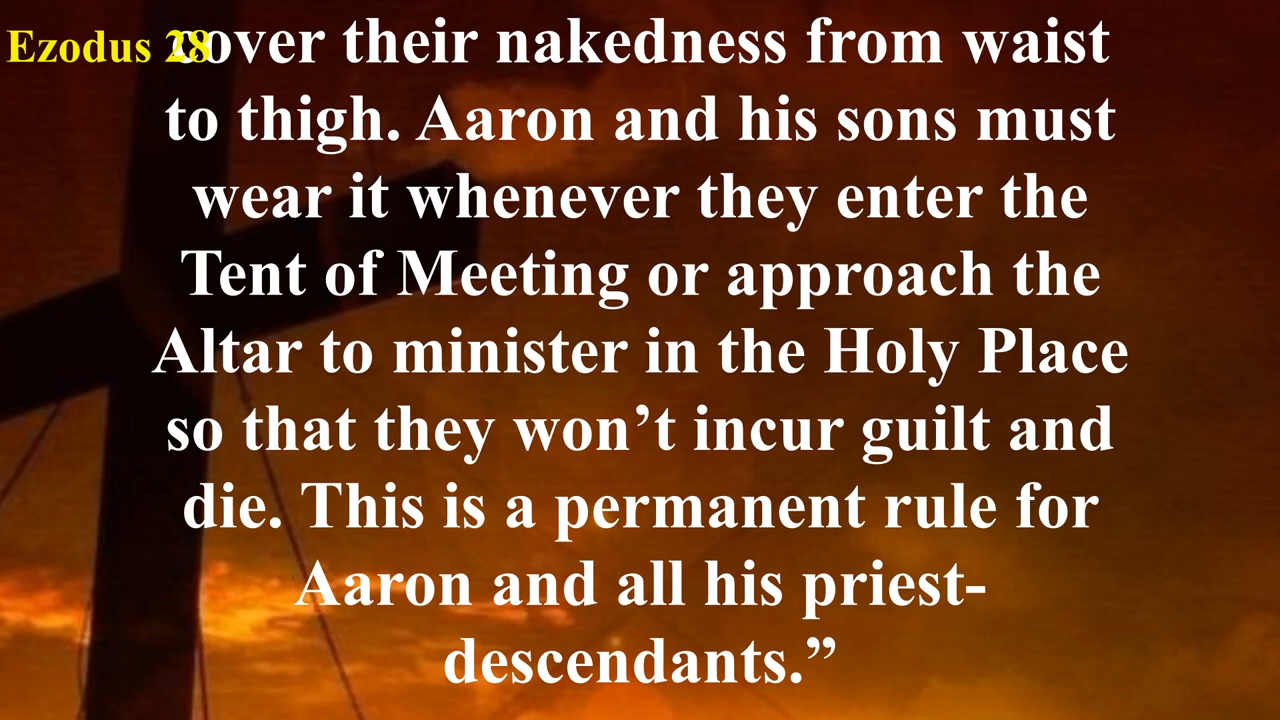 Ezodus 28
cover their nakedness from waist
to thigh. Aaron and his sons must
wear it whenever they enter the
Tent of Meeting or approach the
Altar to minister in the Holy Place
so that they won’t incur guilt and
die. This is a permanent rule for
Aaron and all his priest-
descendants.”